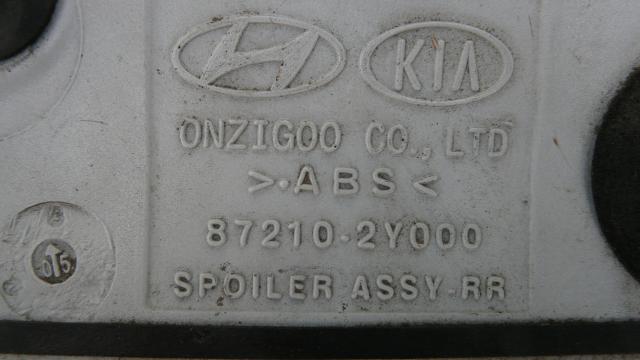 KIA
ONZIGOO CO., LTD
>·ABS<
87210-2Y000
SPOILER ASSY-RR